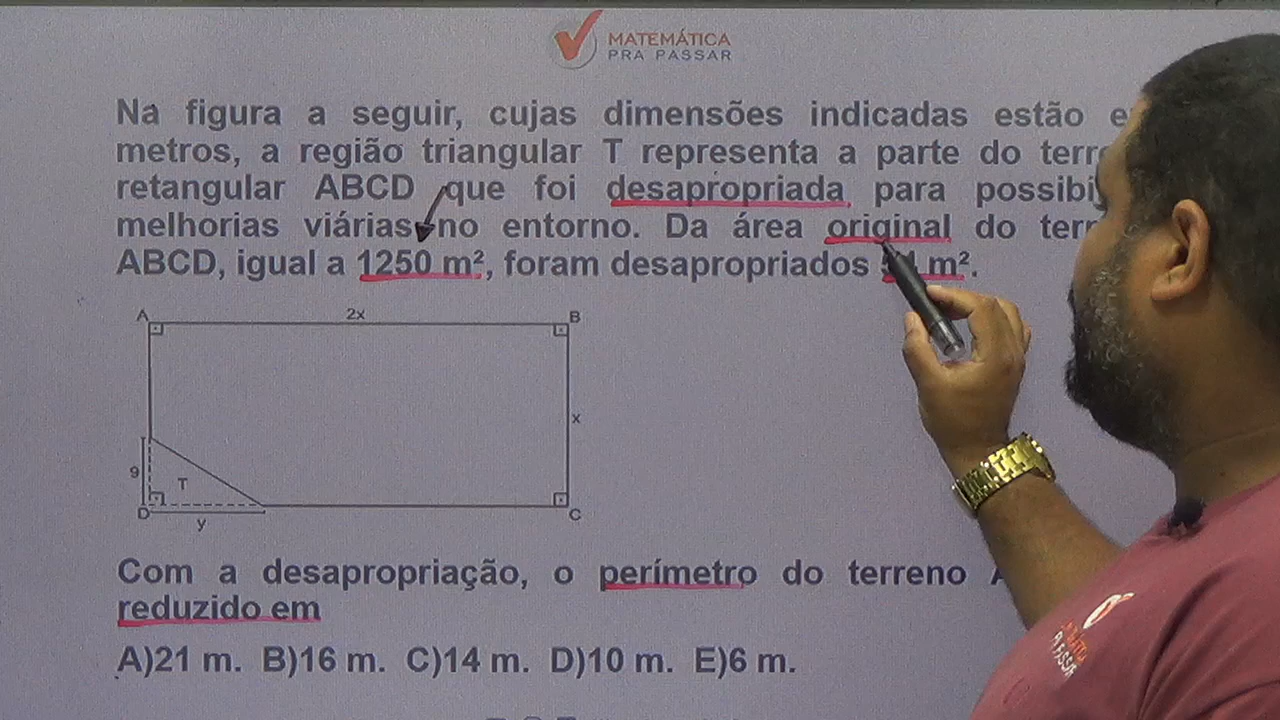 MATEMÁTICA
PRA PASSAR
Na figura a seguir, cujas dimensões indicadas estão
metros, a região triangular T representa a parte do
retangular ABCD que foi desapropriada para
melhorias viárias no entorno. Da área original do
ABCD, igual a 1250 m², foram desapropriados m².
A 2x B
x
9 T
D C
y
Com a desapropriação, o perímetro do terreno
reduzido em
A)21 m. B)16 m. C)14 m. D)10 m. E)6 m.
PASSAR